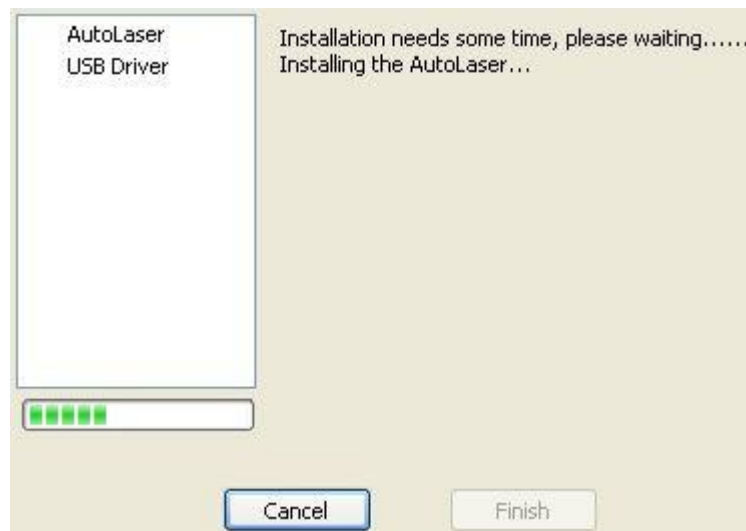 AutoLaser
USB Driver
Installation needs some time, please waiting......
Installing the AutoLaser...
Cancel
Finish